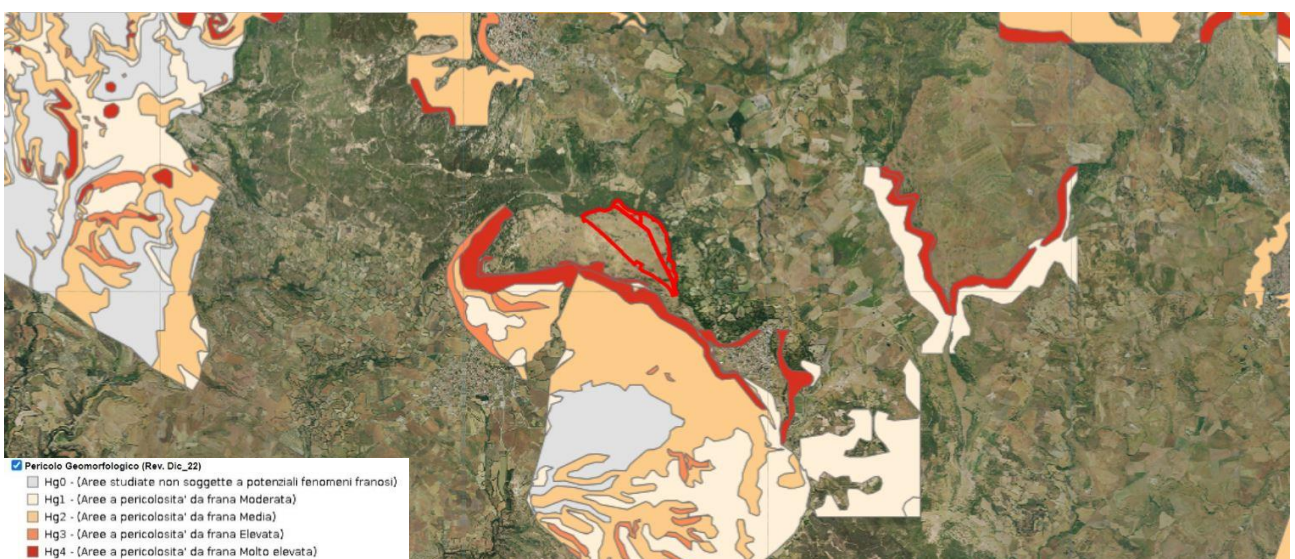 Pericolo Geomorfologico (Rev. Dic_22)
Hg0 - (Aree studiate non soggette a potenziali fenomeni franosi)
Hg1 - (Aree a pericolosita' da frana Moderata)
Hg2 - (Aree a pericolosita' da frana Media)
Hg3 - (Aree a pericolosita' da frana Elevata)
Hg4 - (Aree a pericolosita' da frana Molto elevata)